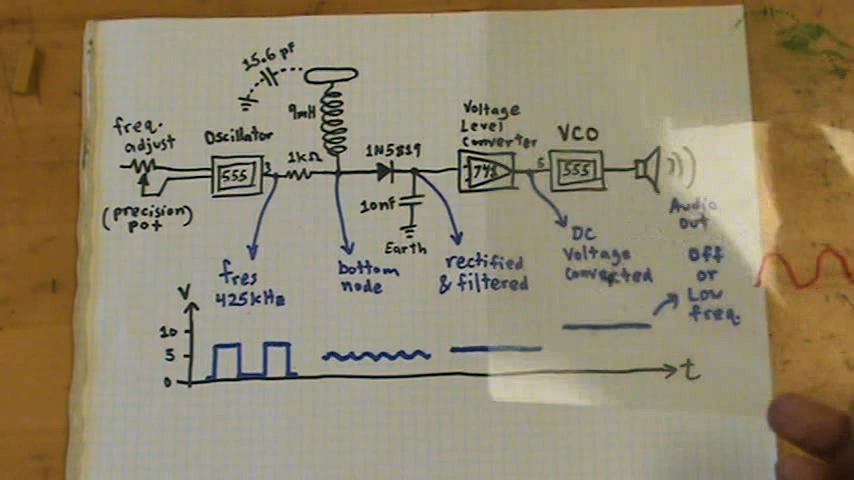 15.6 pF
9mH
freq.
adjust
Oscillator
555
3
1kΩ
1N5819
Voltage
Level
Converter
741
5
VCO
555
(precision)
pot
10nF
Earth
Audio
out
fres
425kHz
bottom
node
rectified
& filtered
DC
Voltage
Converted
Off
or
Low
freq.
V
10
5
0
t